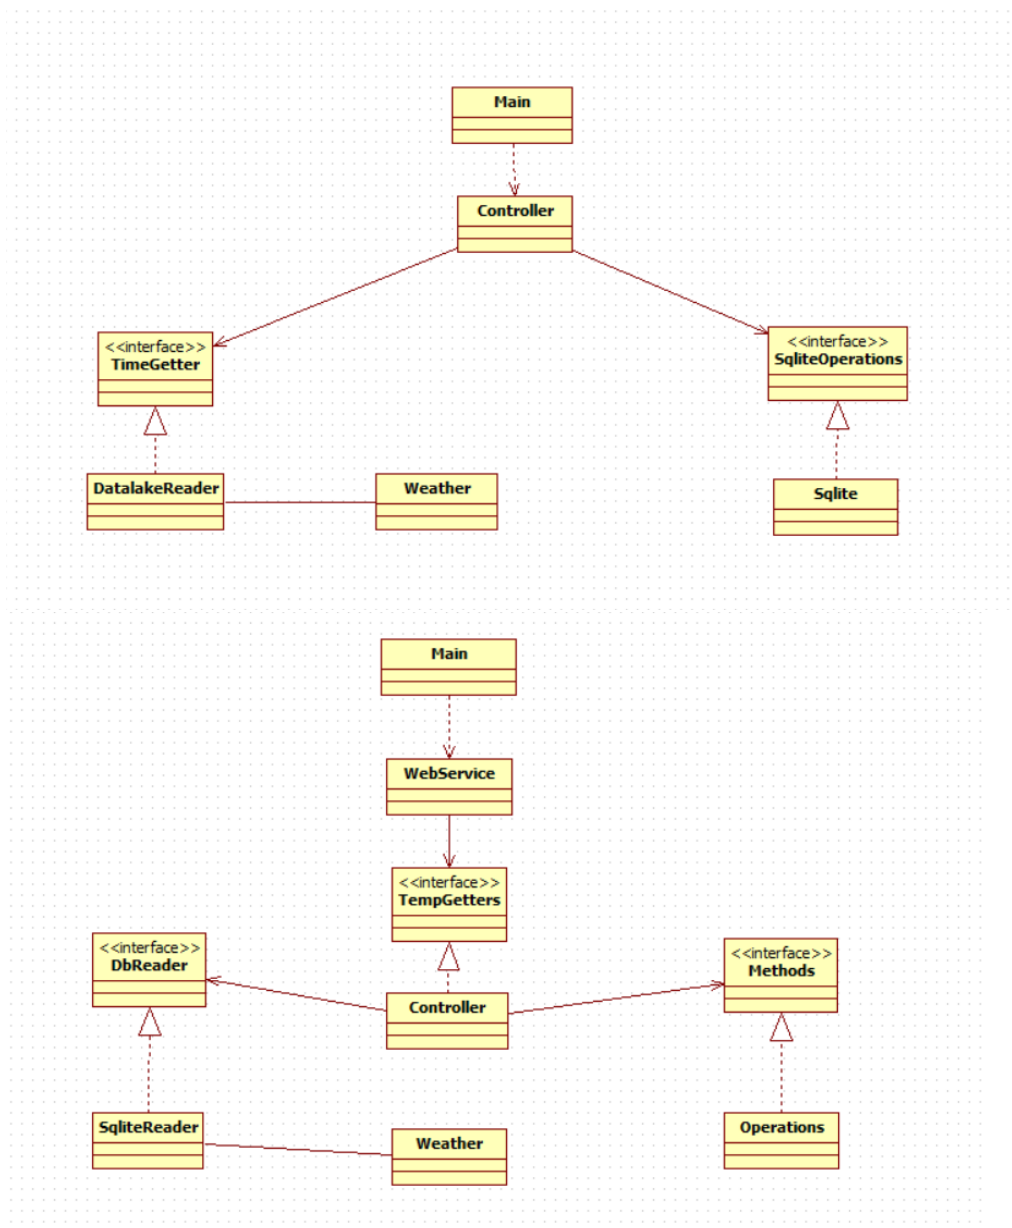 Main
Controller
<<interface>>
TimeGetter
<<interface>>
SqliteOperations
DatalakeReader
Weather
Sqlite
Main
WebService
<<interface>>
TempGetters
<<interface>>
DbReader
<<interface>>
Methods
Controller
SqliteReader
Weather
Operations